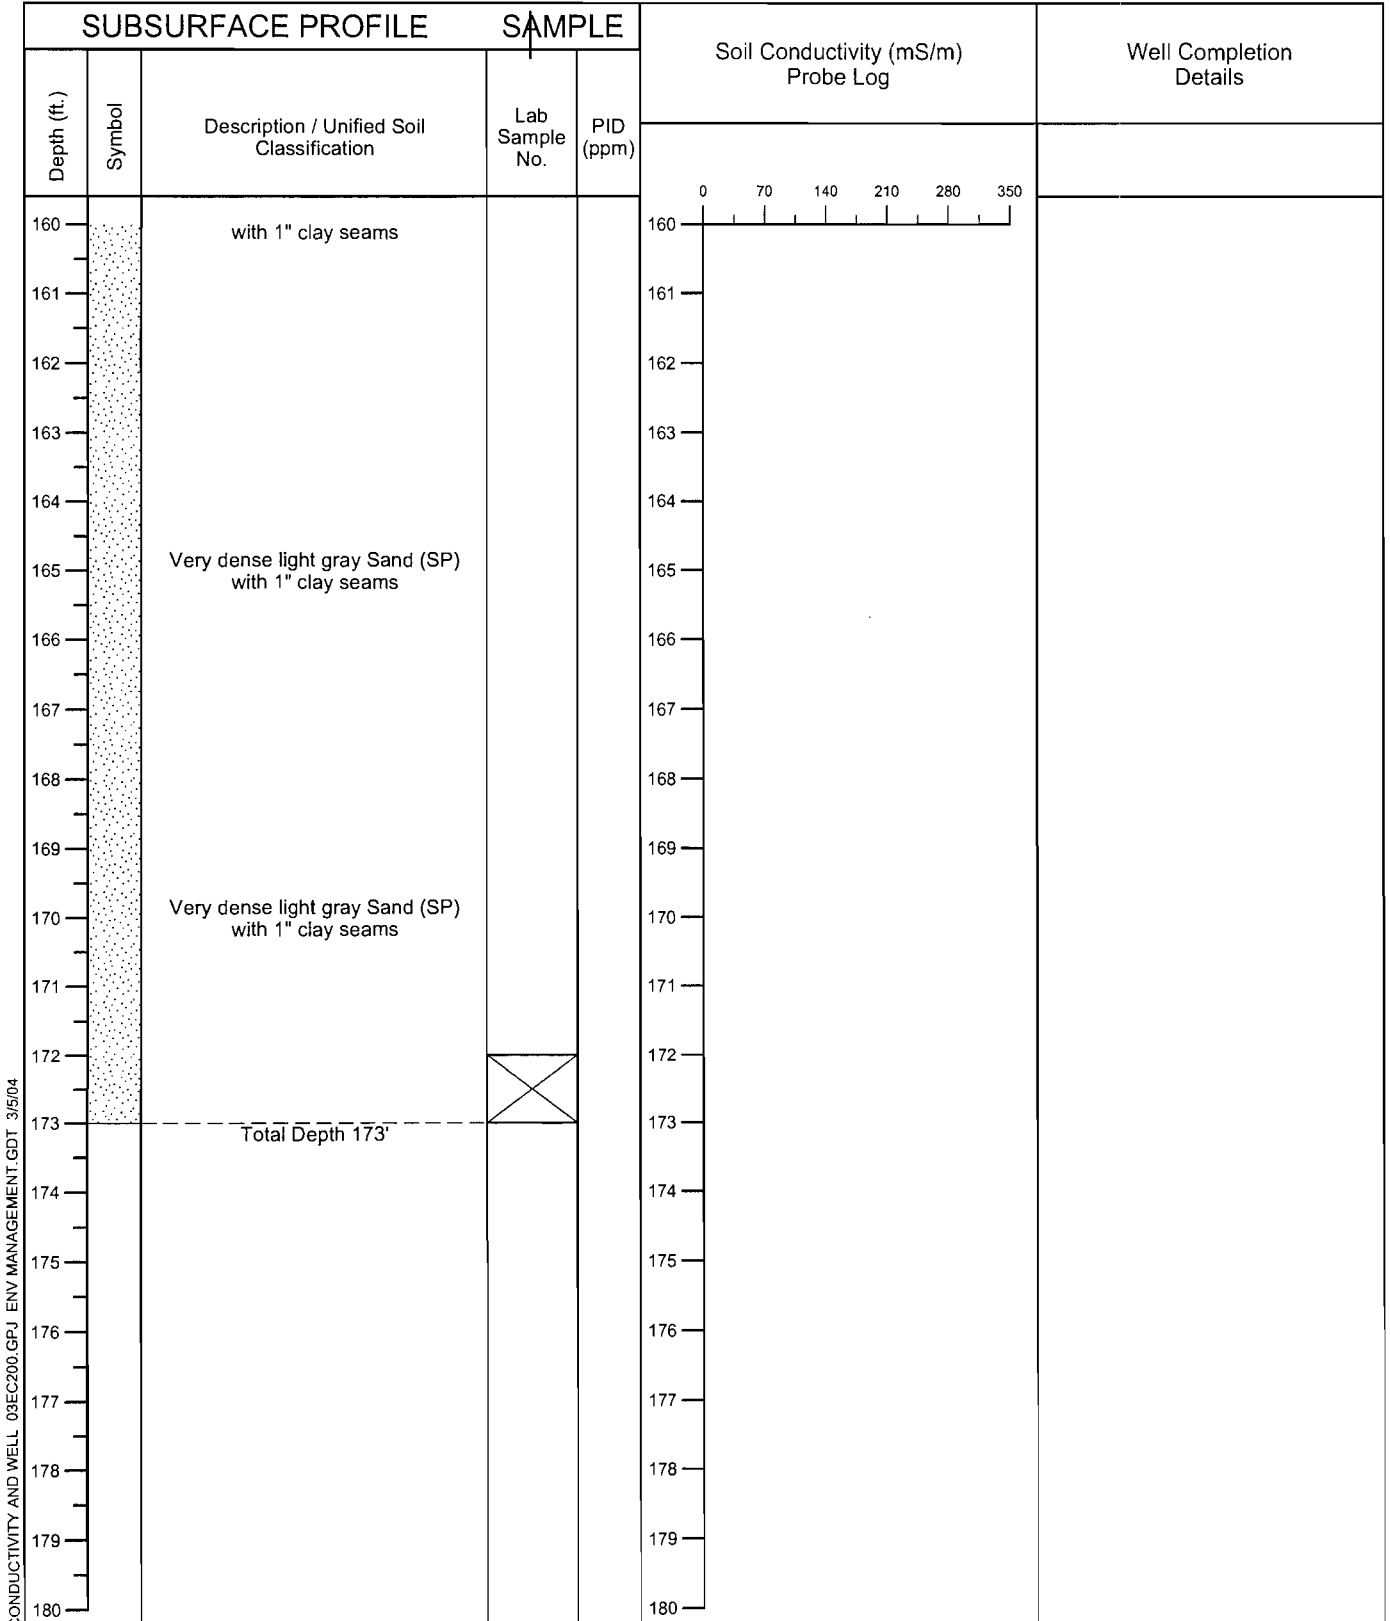 SUBSURFACE PROFILE SAMPLE
Soil Conductivity (mS/m)
Probe Log
Well Completion
Details
Depth (ft.)
Symbol
Description / Unified Soil
Classification
Lab
Sample
No.
PID
(ppm)
0 70 140 210 280 350
160 with 1" clay seams 160
161 161
162 162
163 163
164 164
Very dense light gray Sand (SP)
165 with 1" clay seams 165
166 166
167 167
168 168
169 169
Very dense light gray Sand (SP)
170 with 1" clay seams 170
171 171
172 172
173 173
Total Depth 173'
174 174
175 175
176 176
177 177
178 178
179 179
180 180
CONDUCTIVITY AND WELL 03EC200.GPJ ENV MANAGEMENT.GDT 3/5/04